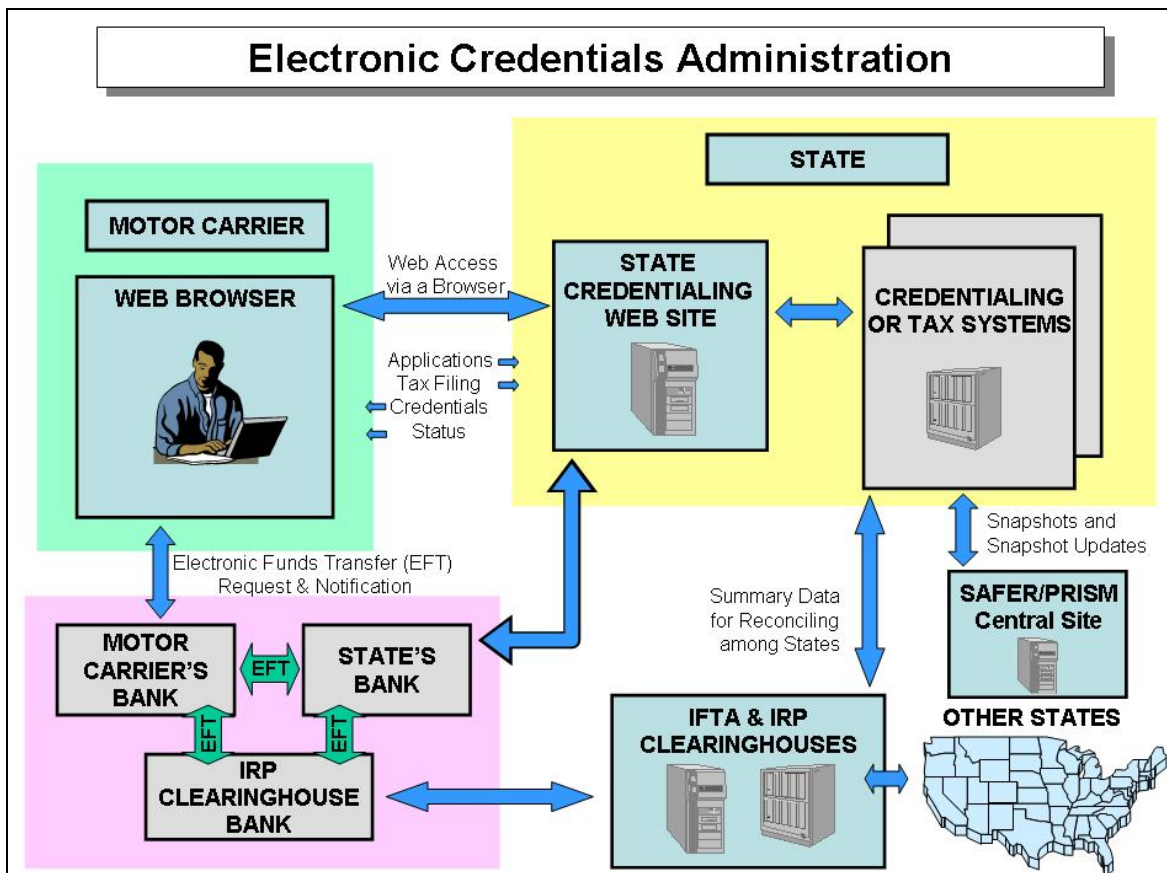 Electronic Credentials Administration
STATE
MOTOR CARRIER
WEB BROWSER
Web Access
via a Browser
STATE
CREDENTIALING
WEB SITE
CREDENTIALING
OR TAX SYSTEMS
Applications
Tax Filing
Credentials
Status
Electronic Funds Transfer (EFT)
Request & Notification
Snapshots and
Snapshot Updates
Summary Data
for Reconciling
among States
SAFER/PRISM
Central Site
MOTOR
CARRIER'S
BANK
EFT
STATE'S
BANK
EFT
EFT
IRP
CLEARINGHOUSE
BANK
IFTA & IRP
CLEARINGHOUSES
OTHER STATES